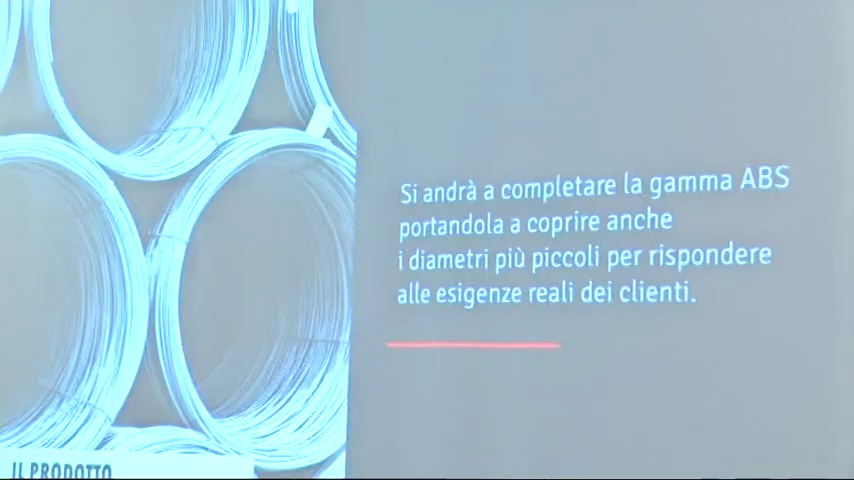 Si andrà a completare la gamma ABS
portandola a coprire anche
i diametri più piccoli per rispondere
alle esigenze reali dei clienti.
IL PRODOTTO